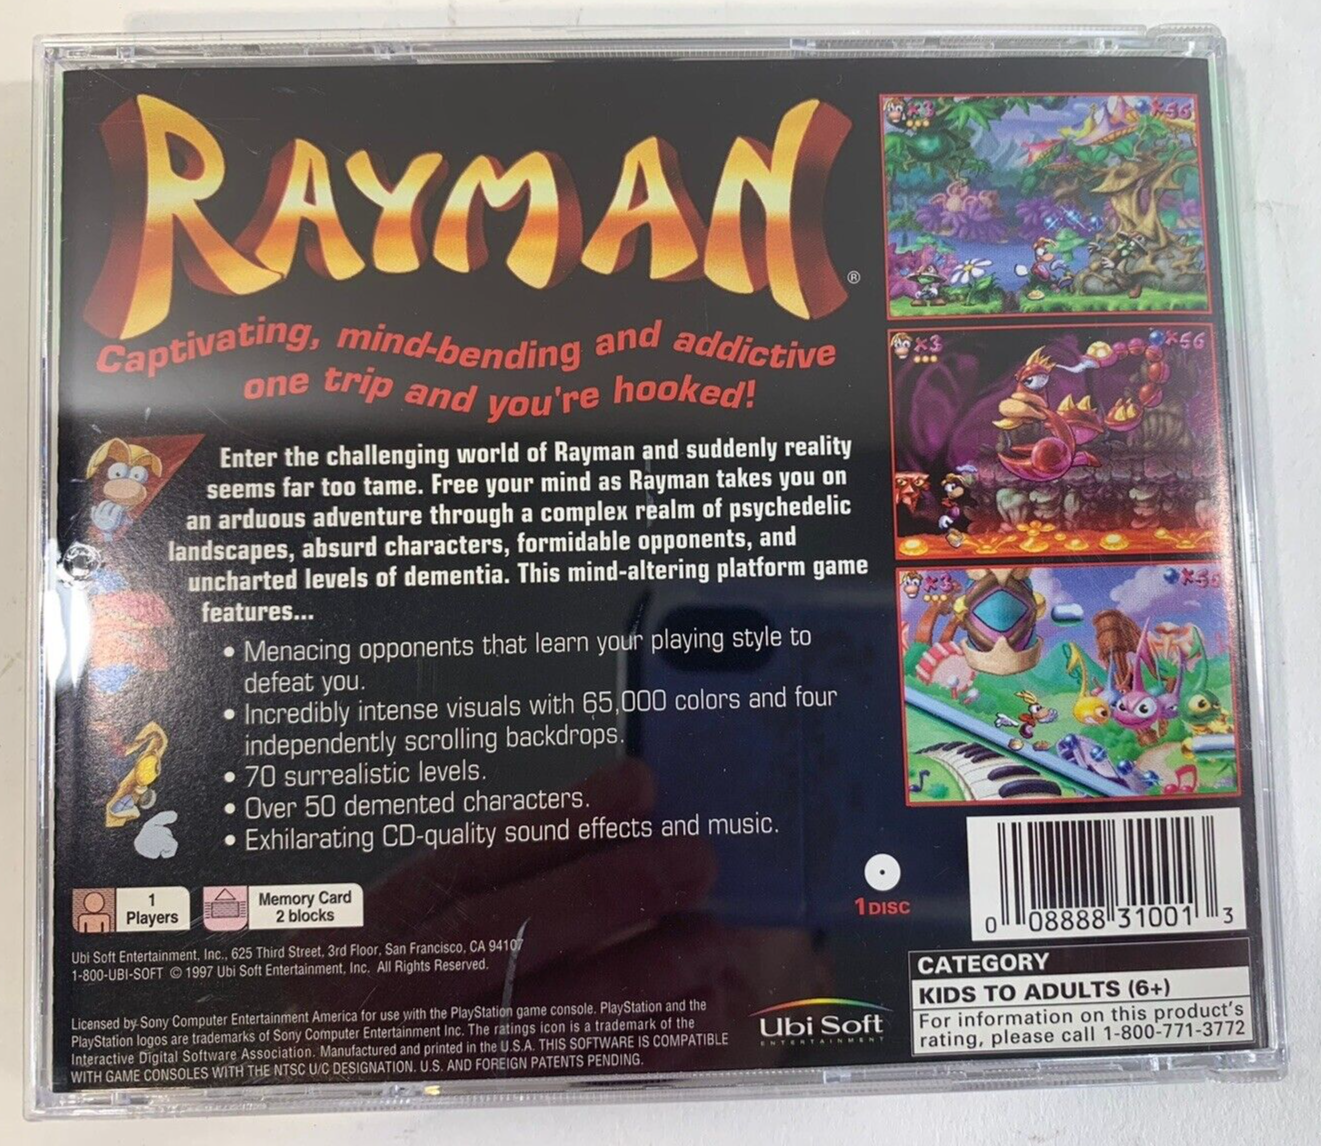 RAYMAN ®
Captivating, mind-bending and addictive
one trip and you're hooked!
Enter the challenging world of Rayman and suddenly reality
seems far too tame. Free your mind as Rayman takes you on
an arduous adventure through a complex realm of psychedelic
landscapes, absurd characters, formidable opponents, and
uncharted levels of dementia. This mind-altering platform game
features...
• Menacing opponents that learn your playing style to
defeat you.
• Incredibly intense visuals with 65,000 colors and four
independently scrolling backdrops.
• 70 surrealistic levels.
• Over 50 demented characters.
• Exhilarating CD-quality sound effects and music.
x3
x56
x3
x56
x3
x56
1
Players
Memory Card
2 blocks
1 DISC
0 08888 31001 3
Ubi Soft Entertainment, Inc., 625 Third Street, 3rd Floor, San Francisco, CA 94107
1-800-UBI-SOFT © 1997 Ubi Soft Entertainment, Inc. All Rights Reserved.
Licensed by Sony Computer Entertainment America for use with the PlayStation game console. PlayStation and the
PlayStation logos are trademarks of Sony Computer Entertainment Inc. The ratings icon is a trademark of the
Interactive Digital Software Association. Manufactured and printed in the U.S.A. THIS SOFTWARE IS COMPATIBLE
WITH GAME CONSOLES WITH THE NTSC U/C DESIGNATION. U.S. AND FOREIGN PATENTS PENDING.
Ubi Soft
ENTERTAINMENT
CATEGORY
KIDS TO ADULTS (6+)
For information on this product's
rating, please call 1-800-771-3772